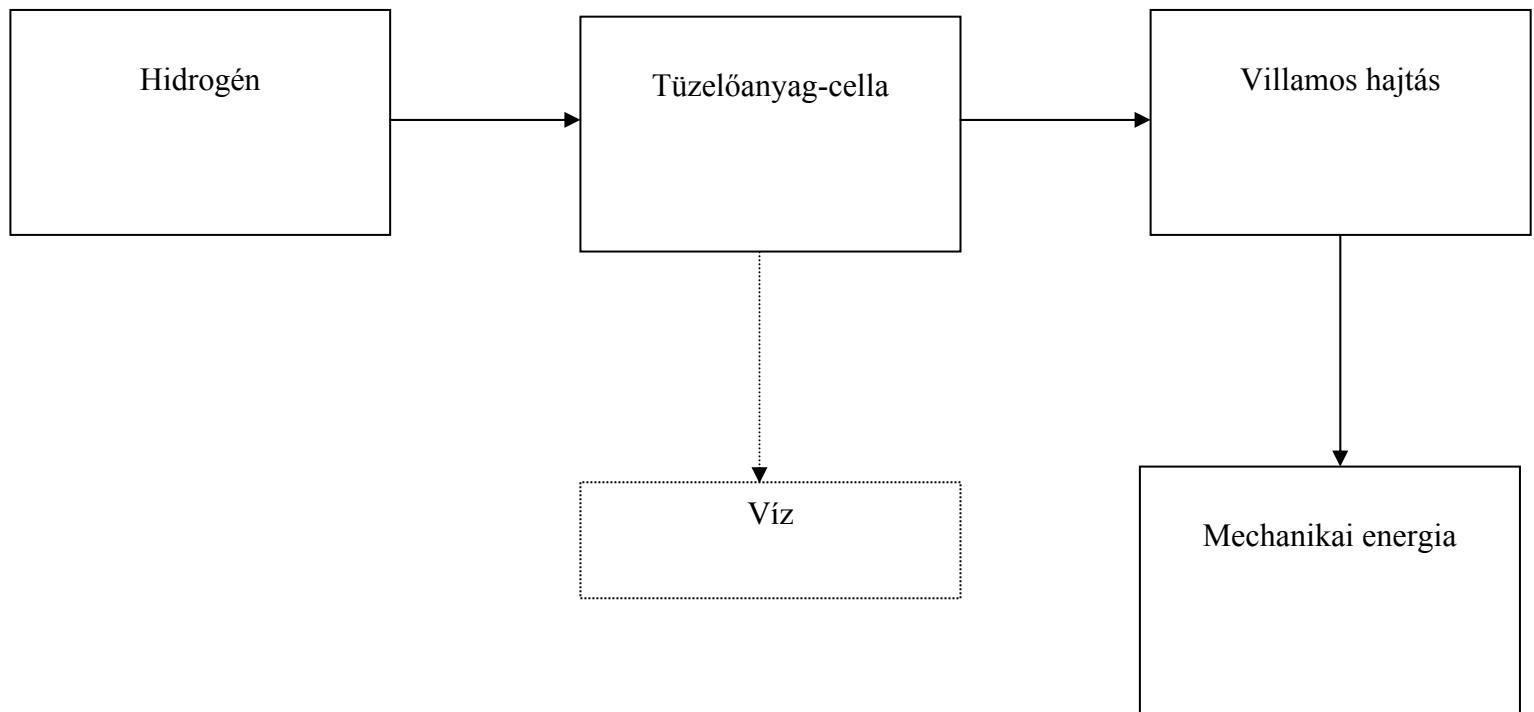 Hidrogén
Tüzelőanyag-cella
Villamos hajtás
Víz
Mechanikai energia